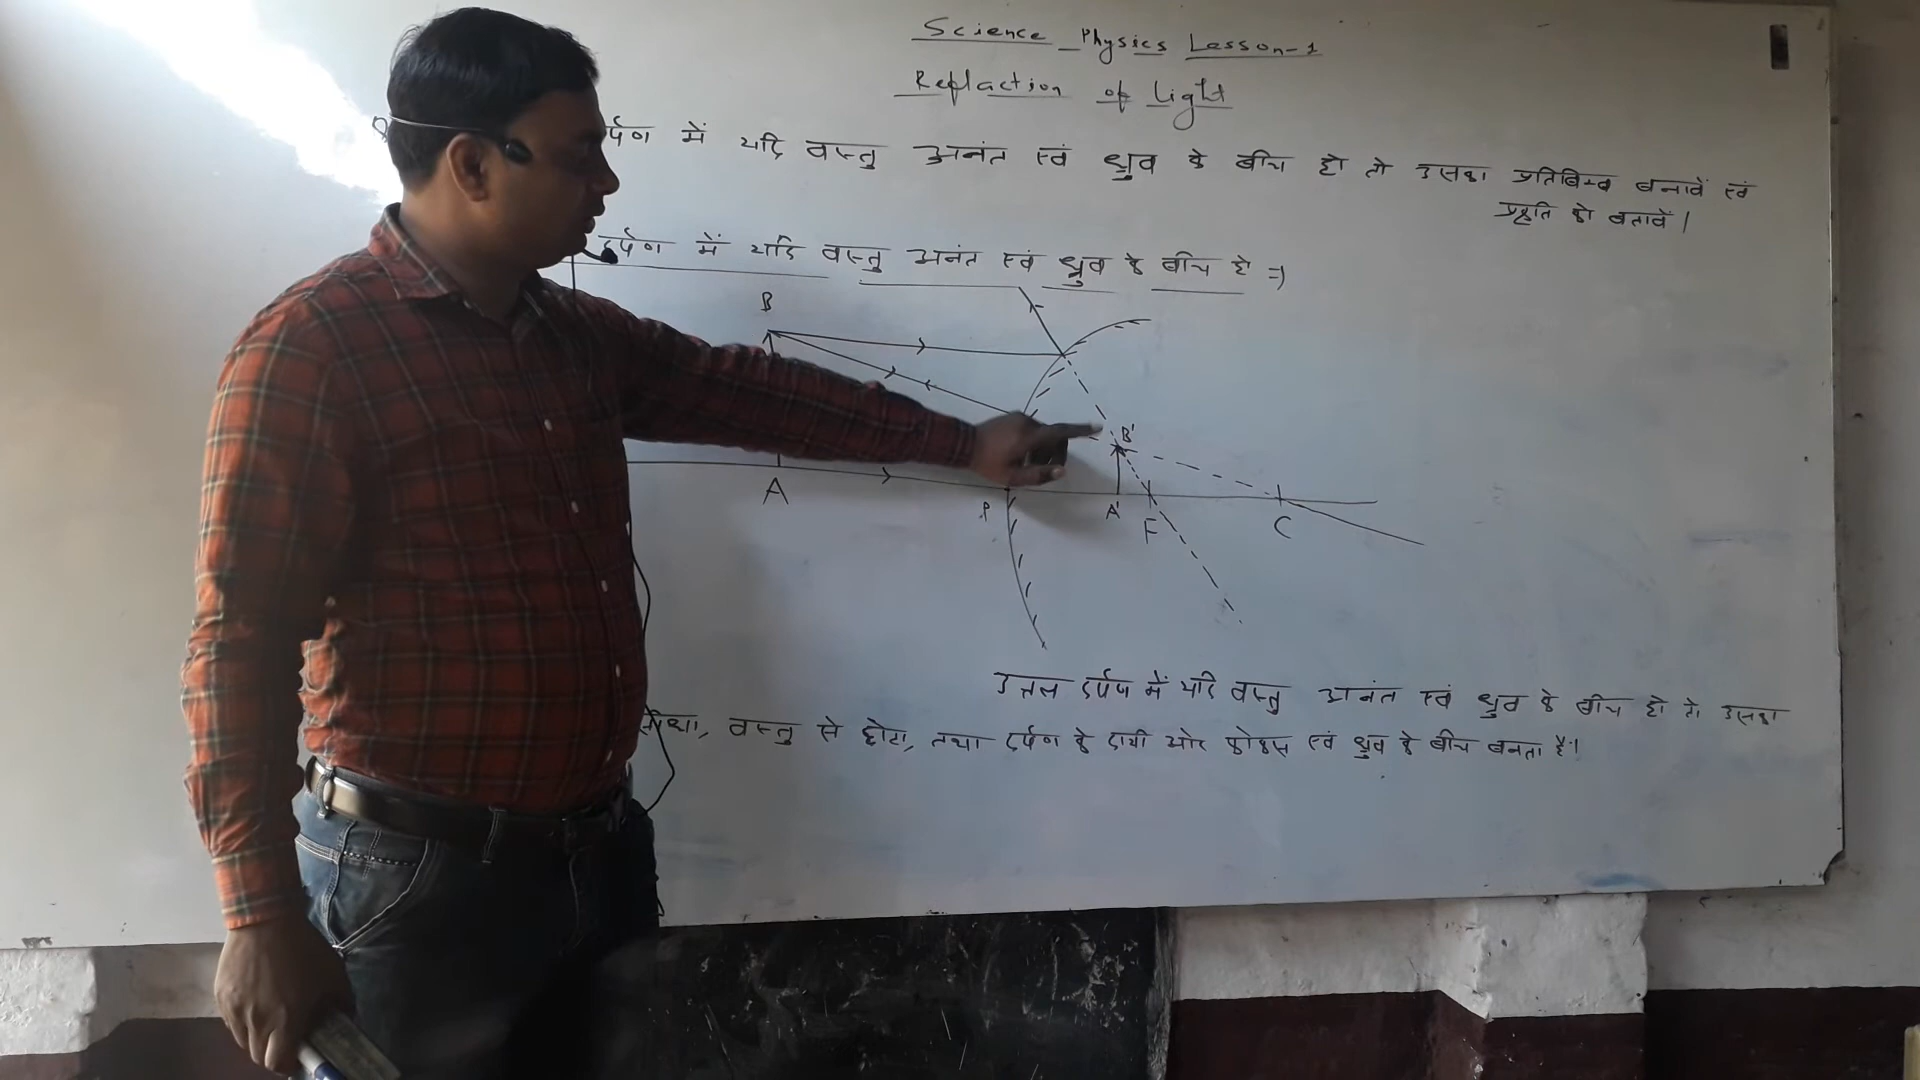 Science Physics Lesson-1
Reflaction of light
में यदि वस्तु अनंत एवं ध्रुव के बीच हो तो उसका प्रतिबिम्ब बनावें एवं
प्रकृति को बतावें।
दर्पण में यदि वस्तु अनंत एवं ध्रुव के बीच हो =)
B
B'
A
P
A'
F
C
उत्तल दर्पण में यदि वस्तु अनंत एवं ध्रुव के बीच हो तो उसका
वस्तु से छोटा, तथा दर्पण के दायी ओर फोकस एवं ध्रुव के बीच बनता है।